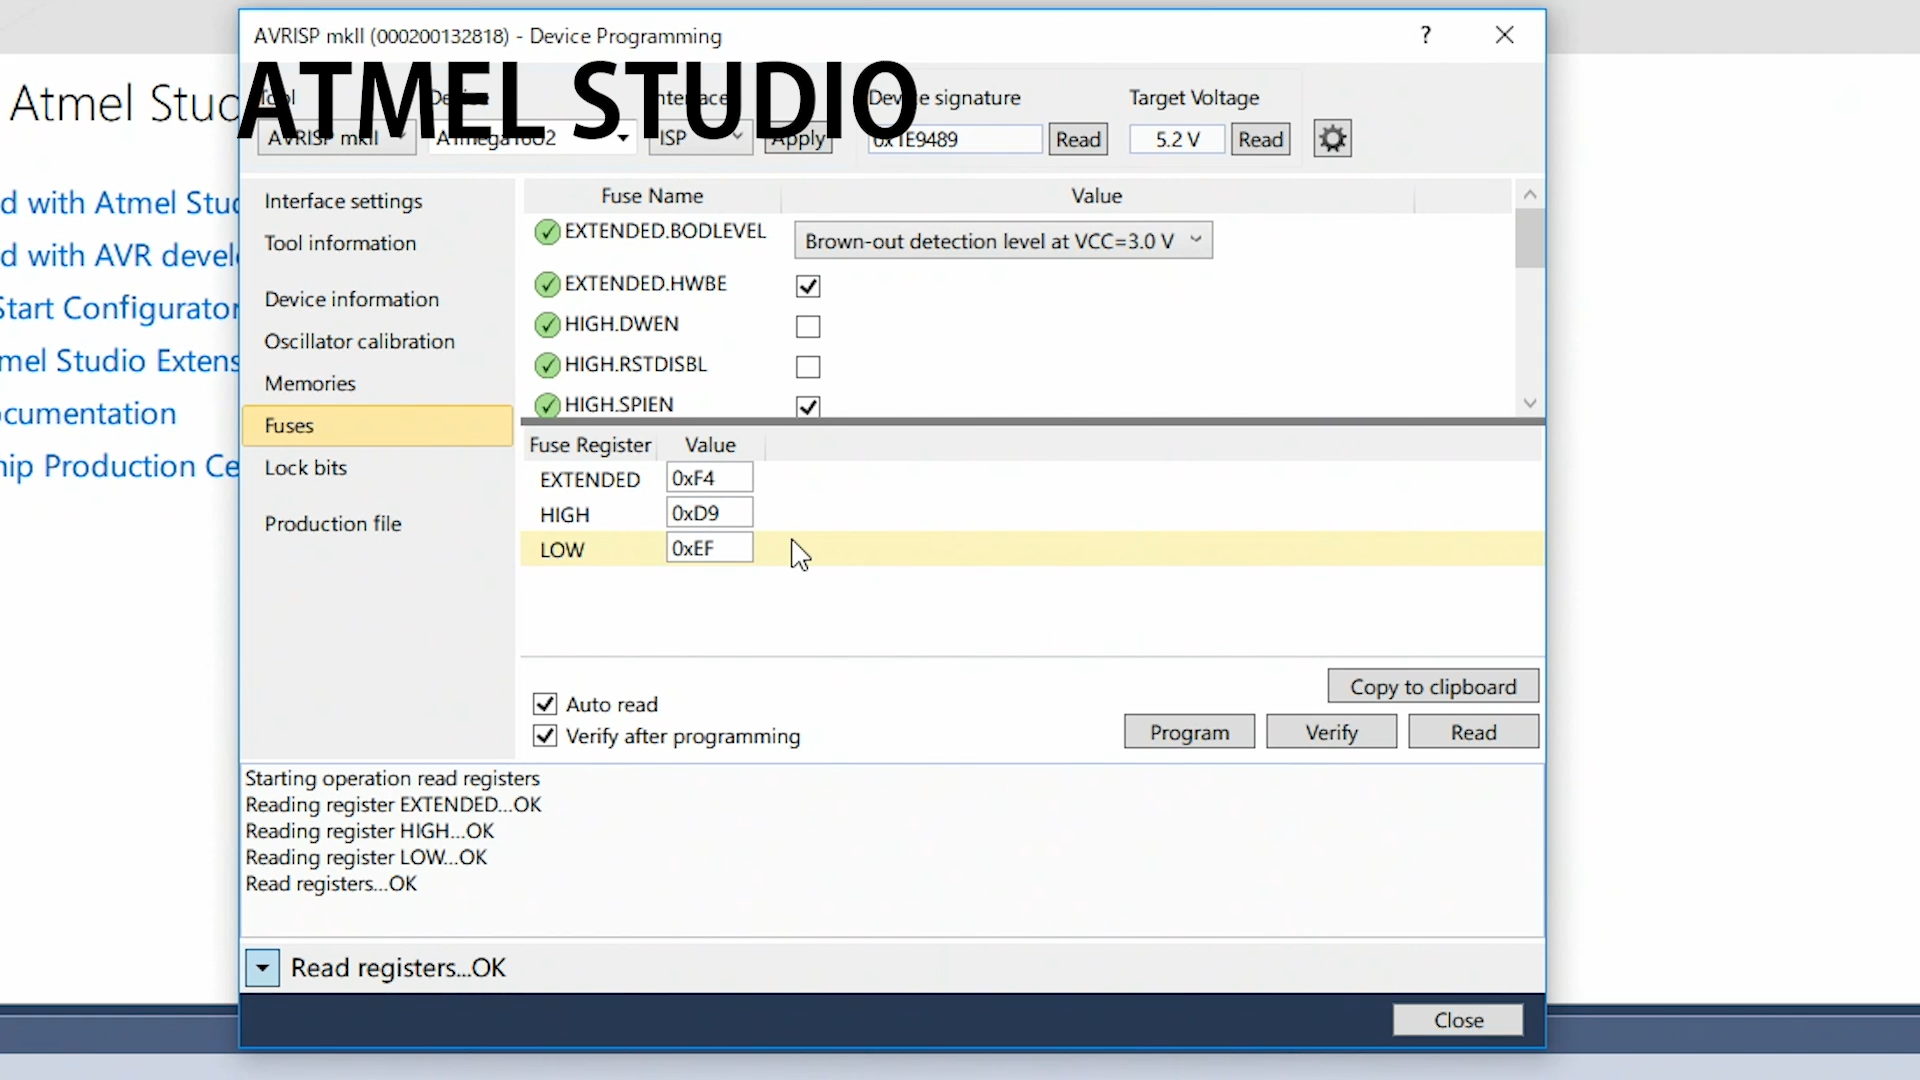 AVRISP mkII (000200132818) - Device Programming
?
Atmel Stud
ATMEL STUDIO
Device signature
Target Voltage
AVRISP mkII
ISP
Apply
0x1E9489
Read
5.2 V
Read
d with Atmel Stud
d with AVR devel
Start Configurator
mel Studio Extens
ocumentation
hip Production Ce
Interface settings
Tool information
Device information
Oscillator calibration
Memories
Fuses
Lock bits
Production file
Fuse Name
Value
EXTENDED.BODLEVEL
Brown-out detection level at VCC=3.0 V
EXTENDED.HWBE
HIGH.DWEN
HIGH.RSTDISBL
HIGH.SPIEN
Fuse Register
Value
EXTENDED
0xF4
HIGH
0xD9
LOW
0xEF
Copy to clipboard
Auto read
Verify after programming
Program
Verify
Read
Starting operation read registers
Reading register EXTENDED...OK
Reading register HIGH...OK
Reading register LOW...OK
Read registers...OK
Read registers...OK
Close